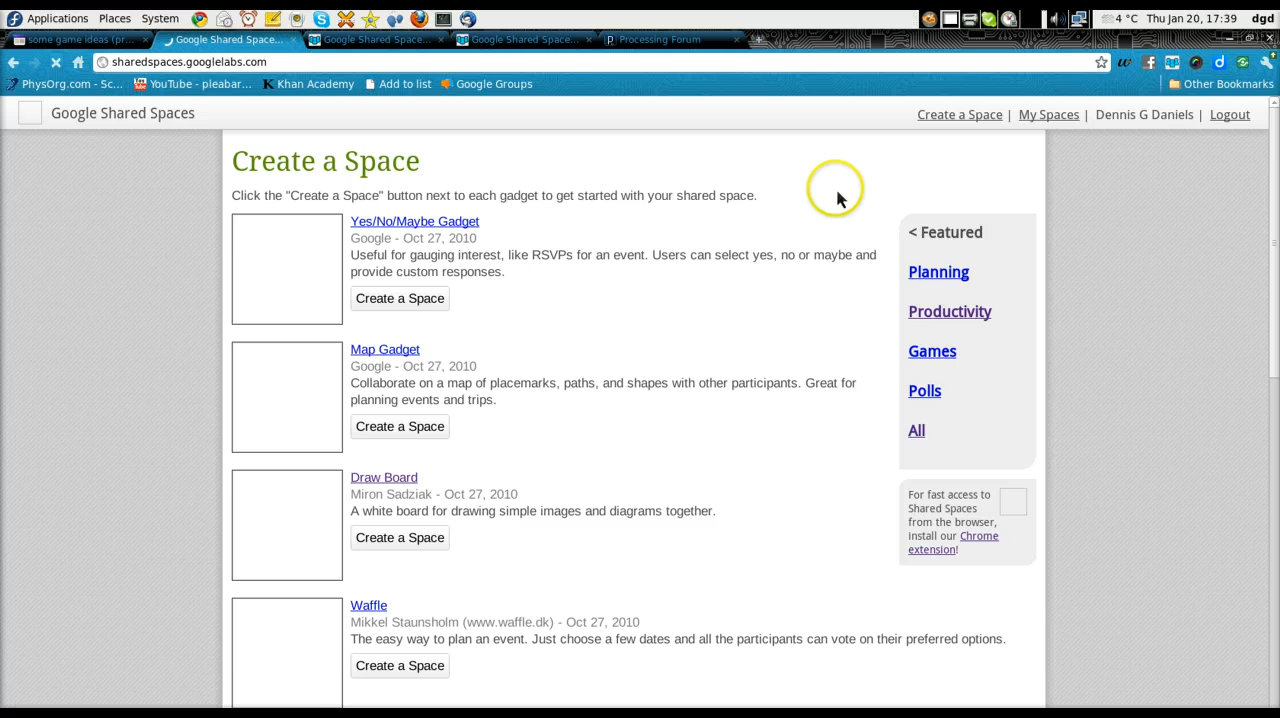 Applications Places System 4 °C Thu Jan 20, 17:39 dgd
some game ideas (pr... Google Shared Spaces... Google Shared Space... Google Shared Space... Processing Forum
sharedspaces.googlelabs.com
PhysOrg.com - Sc... YouTube - pleabar... Khan Academy Add to list Google Groups Other Bookmarks
Google Shared Spaces Create a Space | My Spaces | Dennis G Daniels | Logout
Create a Space
Click the "Create a Space" button next to each gadget to get started with your shared space.
Yes/No/Maybe Gadget
Google - Oct 27, 2010
Useful for gauging interest, like RSVPs for an event. Users can select yes, no or maybe and
provide custom responses.
Create a Space
Map Gadget
Google - Oct 27, 2010
Collaborate on a map of placemarks, paths, and shapes with other participants. Great for
planning events and trips.
Create a Space
Draw Board
Miron Sadziak - Oct 27, 2010
A white board for drawing simple images and diagrams together.
Create a Space
Waffle
Mikkel Staunsholm (www.waffle.dk) - Oct 27, 2010
The easy way to plan an event. Just choose a few dates and all the participants can vote on their preferred options.
Create a Space
< Featured
Planning
Productivity
Games
Polls
All
For fast access to
Shared Spaces
from the browser,
install our Chrome
extension!